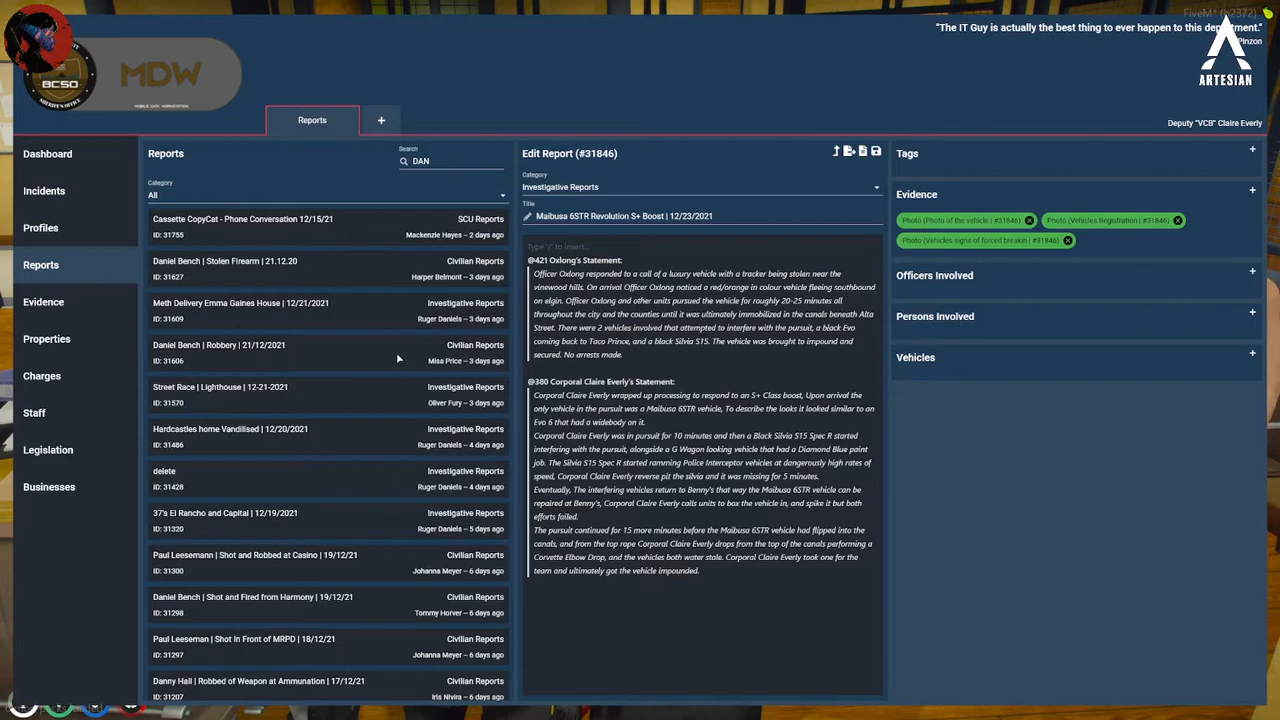 FiveM® (b2372)
"The IT Guy is actually the best thing to ever happen to this department."
Pinzon
ARTESIAN
BCSO
SHERIFF'S OFFICE
MDW
MOBILE DATA WORKSTATION
Reports
+
Deputy "VCB" Claire Everly
Dashboard
Incidents
Profiles
Reports
Evidence
Properties
Charges
Staff
Legislation
Businesses
Reports
Search
DAN
Category
All
Cassette CopyCat - Phone Conversation 12/15/21 SCU Reports
ID: 31755 Mackenzie Hayes – 2 days ago
Daniel Bench | Stolen Firearm | 21.12.20 Civilian Reports
ID: 31627 Harper Belmont – 3 days ago
Meth Delivery Emma Gaines House | 12/21/2021 Investigative Reports
ID: 31609 Ruger Daniels – 3 days ago
Daniel Bench | Robbery | 21/12/2021 Civilian Reports
ID: 31606 Misa Price – 3 days ago
Street Race | Lighthouse | 12-21-2021 Investigative Reports
ID: 31570 Oliver Fury – 3 days ago
Hardcastles home Vandilised | 12/20/2021 Investigative Reports
ID: 31486 Ruger Daniels – 4 days ago
delete Investigative Reports
ID: 31428 Ruger Daniels – 4 days ago
37's El Rancho and Capital | 12/19/2021 Investigative Reports
ID: 31320 Ruger Daniels – 5 days ago
Paul Leesemann | Shot and Robbed at Casino | 19/12/21 Civilian Reports
ID: 31300 Johanna Meyer – 6 days ago
Daniel Bench | Shot and Fired from Harmony | 19/12/21 Civilian Reports
ID: 31298 Tommy Horver – 6 days ago
Paul Leeseman | Shot In Front of MRPD | 18/12/21 Civilian Reports
ID: 31297 Johanna Meyer – 6 days ago
Danny Hall | Robbed of Weapon at Ammunation | 17/12/21 Civilian Reports
ID: 31207 Iris Nivira – 6 days ago
Edit Report (#31846)
Category
Investigative Reports
Title
Maibusa 6STR Revolution S+ Boost | 12/23/2021
Type '/' to insert...
@421 Oxlong's Statement:
Officer Oxlong responded to a call of a luxury vehicle with a tracker being stolen near the
vinewood hills. On arrival Officer Oxlong noticed a red/orange in colour vehicle fleeing southbound
on elgin. Officer Oxlong and other units pursued the vehicle for roughly 20-25 minutes all
throughout the city and the counties until it was ultimately immobilized in the canals beneath Alta
Street. There were 2 vehicles involved that attempted to interfere with the pursuit, a black Evo
coming back to Taco Prince, and a black Silvia S15. The vehicle was brought to impound and
secured. No arrests made.
@380 Corporal Claire Everly's Statement:
Corporal Claire Everly wrapped up processing to respond to an S+ Class boost, Upon arrival the
only vehicle in the pursuit was a Maibusa 6STR vehicle, To describe the looks it looked similar to an
Evo 6 that had a widebody on it.
Corporal Claire Everly was in pursuit for 10 minutes and then a Black Silvia S15 Spec R started
interfering with the pursuit, alongside a G Wagon looking vehicle that had a Diamond Blue paint
job. The Silvia S15 Spec R started ramming Police Interceptor vehicles at dangerously high rates of
speed, Corporal Claire Everly reverse pit the silvia and it was missing for 5 minutes.
Eventually, The interfering vehicles return to Benny's that way the Maibusa 6STR vehicle can be
repaired at Benny's, Corporal Claire Everly calls units to box the vehicle in, and spike it but both
efforts failed.
The pursuit continued for 15 more minutes before the Maibusa 6STR vehicle had flipped into the
canals, and from the top rope Corporal Claire Everly drops from the top of the canals performing a
Corvette Elbow Drop, and the vehicles both water stale. Corporal Claire Everly took one for the
team and ultimately got the vehicle impounded.
Tags +
Evidence +
Photo (Photo of the vehicle | #31846) Photo (Vehicles Registration | #31846)
Photo (Vehicles signs of forced breakin | #31846)
Officers Involved +
Persons Involved +
Vehicles +